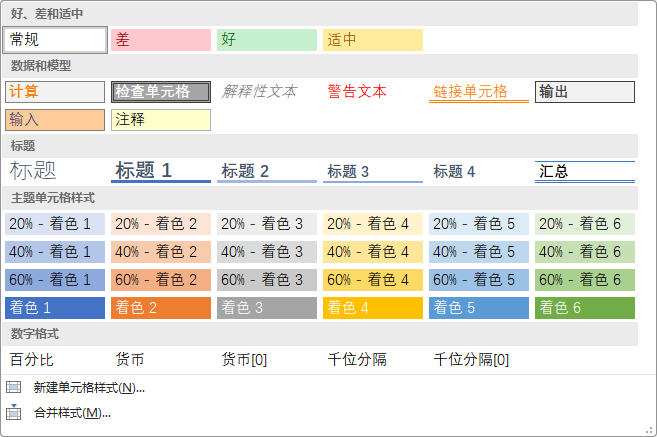 好、差和适中
常规 差 好 适中
数据和模型
计算 检查单元格 解释性文本 警告文本 链接单元格 输出
输入 注释
标题
标题 标题 1 标题 2 标题 3 标题 4 汇总
主题单元格样式
20% - 着色 1 20% - 着色 2 20% - 着色 3 20% - 着色 4 20% - 着色 5 20% - 着色 6
40% - 着色 1 40% - 着色 2 40% - 着色 3 40% - 着色 4 40% - 着色 5 40% - 着色 6
60% - 着色 1 60% - 着色 2 60% - 着色 3 60% - 着色 4 60% - 着色 5 60% - 着色 6
着色 1 着色 2 着色 3 着色 4 着色 5 着色 6
数字格式
百分比 货币 货币[0] 千位分隔 千位分隔[0]
新建单元格样式(N)...
合并样式(M)...